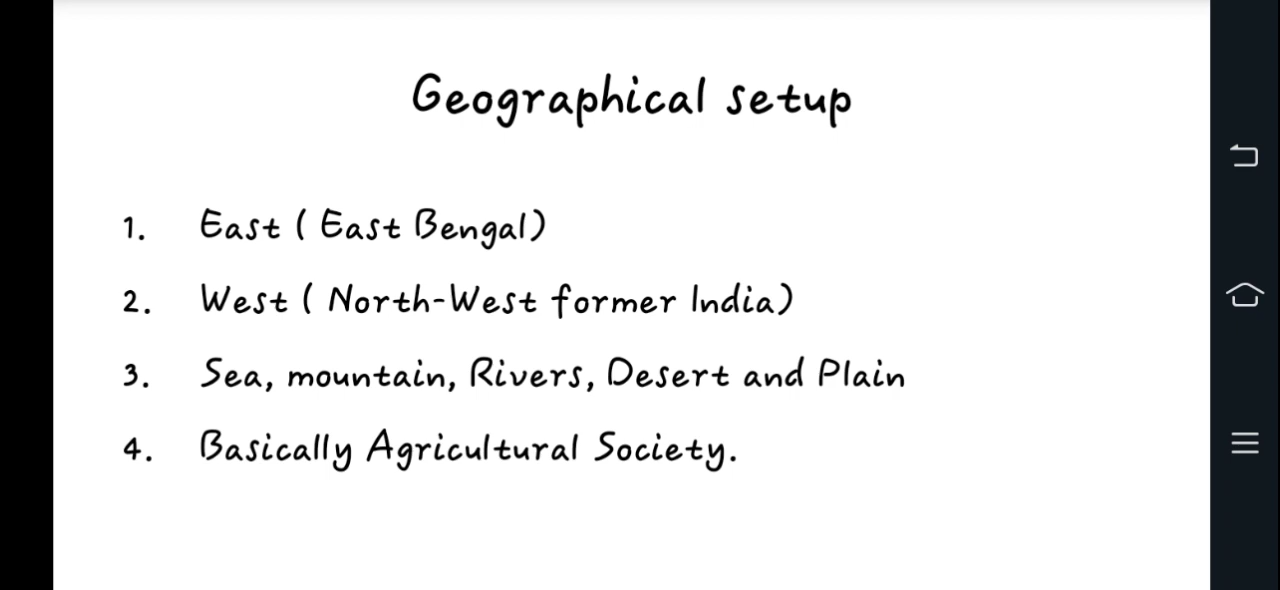 Geographical setup
1. East ( East Bengal)
2. West ( North-West former India)
3. Sea, mountain, Rivers, Desert and Plain
4. Basically Agricultural Society.